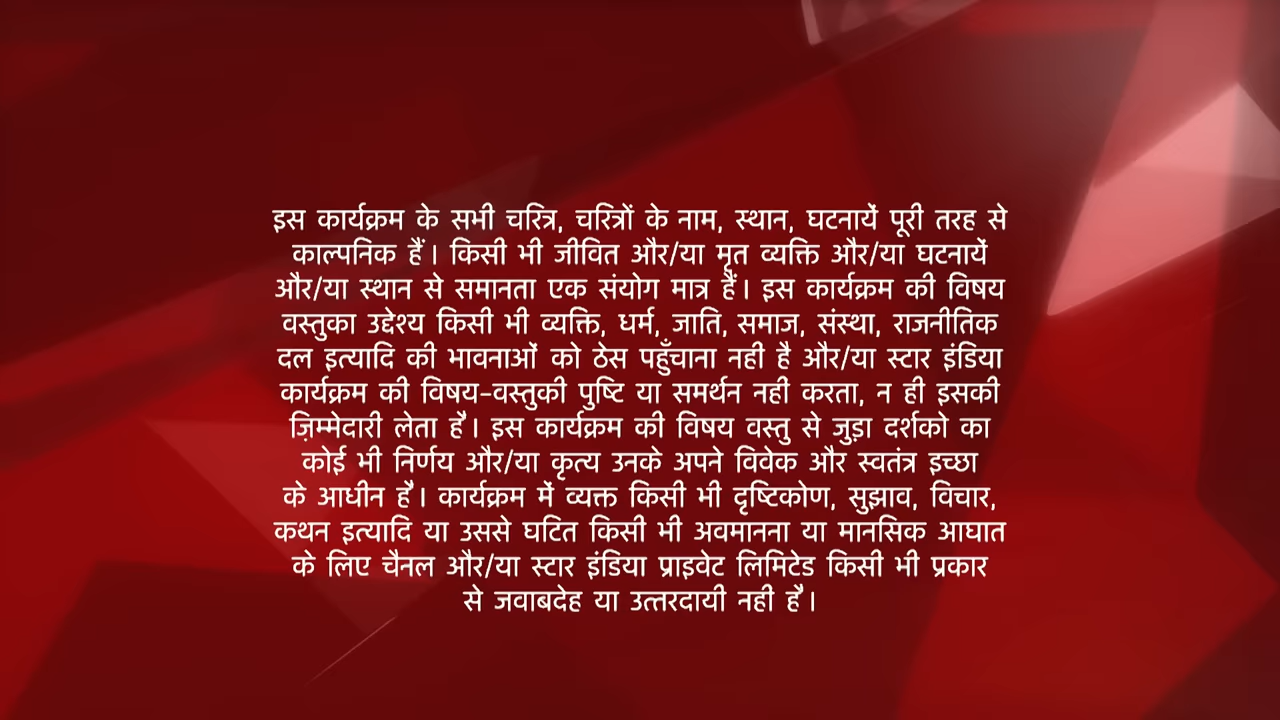 इस कार्यक्रम के सभी चरित्र, चरित्रों के नाम, स्थान, घटनायें पूरी तरह से
काल्पनिक हैं। किसी भी जीवित और/या मृत व्यक्ति और/या घटनायें
और/या स्थान से समानता एक संयोग मात्र हैं। इस कार्यक्रम की विषय
वस्तुका उद्देश्य किसी भी व्यक्ति, धर्म, जाति, समाज, संस्था, राजनीतिक
दल इत्यादि की भावनाओं को ठेस पहुँचाना नही है और/या स्टार इंडिया
कार्यक्रम की विषय-वस्तुकी पुष्टि या समर्थन नही करता, न ही इसकी
ज़िम्मेदारी लेता हैं। इस कार्यक्रम की विषय वस्तु से जुड़ा दर्शको का
कोई भी निर्णय और/या कृत्य उनके अपने विवेक और स्वतंत्र इच्छा
के आधीन हैं। कार्यक्रम में व्यक्त किसी भी दृष्टिकोण, सुझाव, विचार,
कथन इत्यादि या उससे घटित किसी भी अवमानना या मानसिक आघात
के लिए चैनल और/या स्टार इंडिया प्राइवेट लिमिटेड किसी भी प्रकार
से जवाबदेह या उत्तरदायी नही हैं।